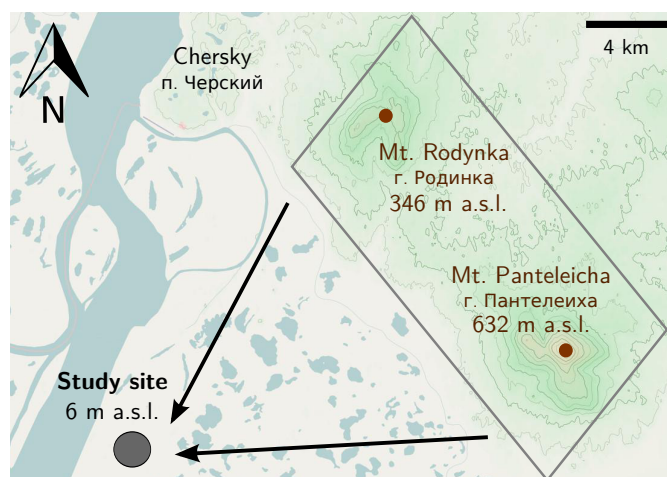 Chersky
п. Черский
4 km
N
Mt. Rodynka
г. Родинка
346 m a.s.l.
Mt. Panteleicha
г. Пантелеиха
632 m a.s.l.
Study site
6 m a.s.l.